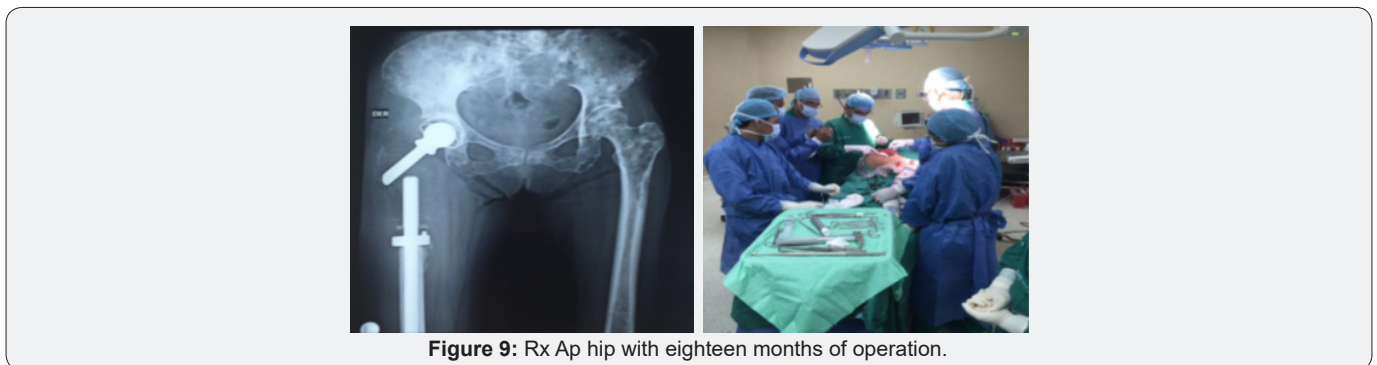 DER
Figure 9: Rx Ap hip with eighteen months of operation.